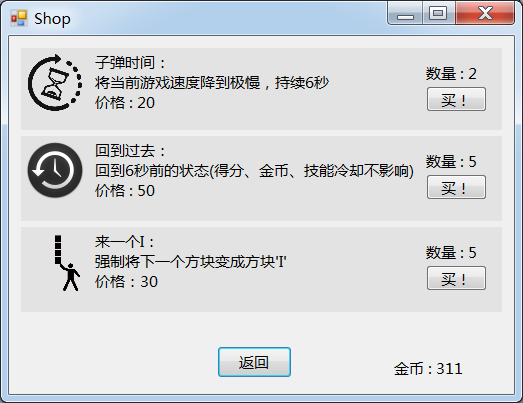 Shop
子弹时间：
将当前游戏速度降到极慢，持续6秒
价格 : 20
数量 : 2
买！
回到过去：
回到6秒前的状态(得分、金币、技能冷却不影响)
价格 : 50
数量 : 5
买！
来一个I：
强制将下一个方块变成方块'I'
价格：30
数量 : 5
买！
返回
金币 : 311